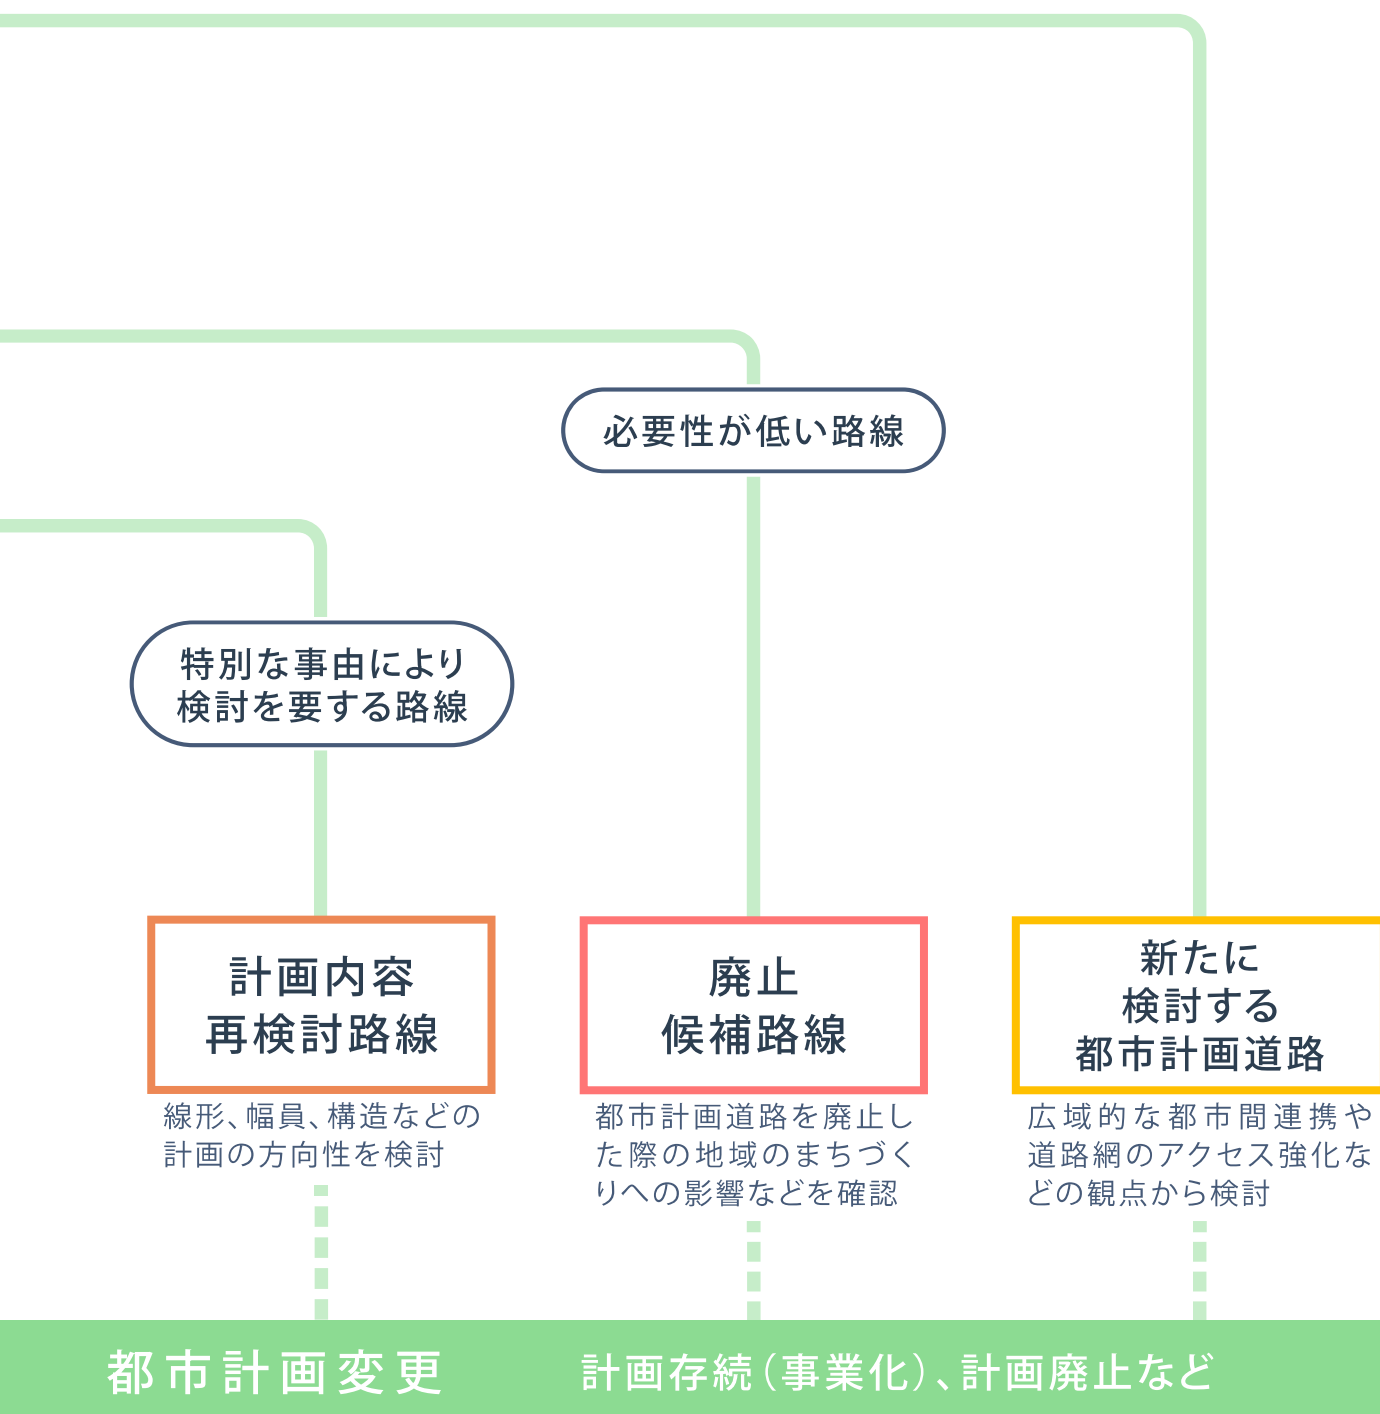 必要性が低い路線
特別な事由により
検討を要する路線
計画内容
再検討路線
線形、幅員、構造などの
計画の方向性を検討
廃止
候補路線
都市計画道路を廃止し
た際の地域のまちづく
りへの影響などを確認
新たに
検討する
都市計画道路
広域的な都市間連携や
道路網のアクセス強化な
どの観点から検討
都市計画変更
計画存続(事業化)、計画廃止など